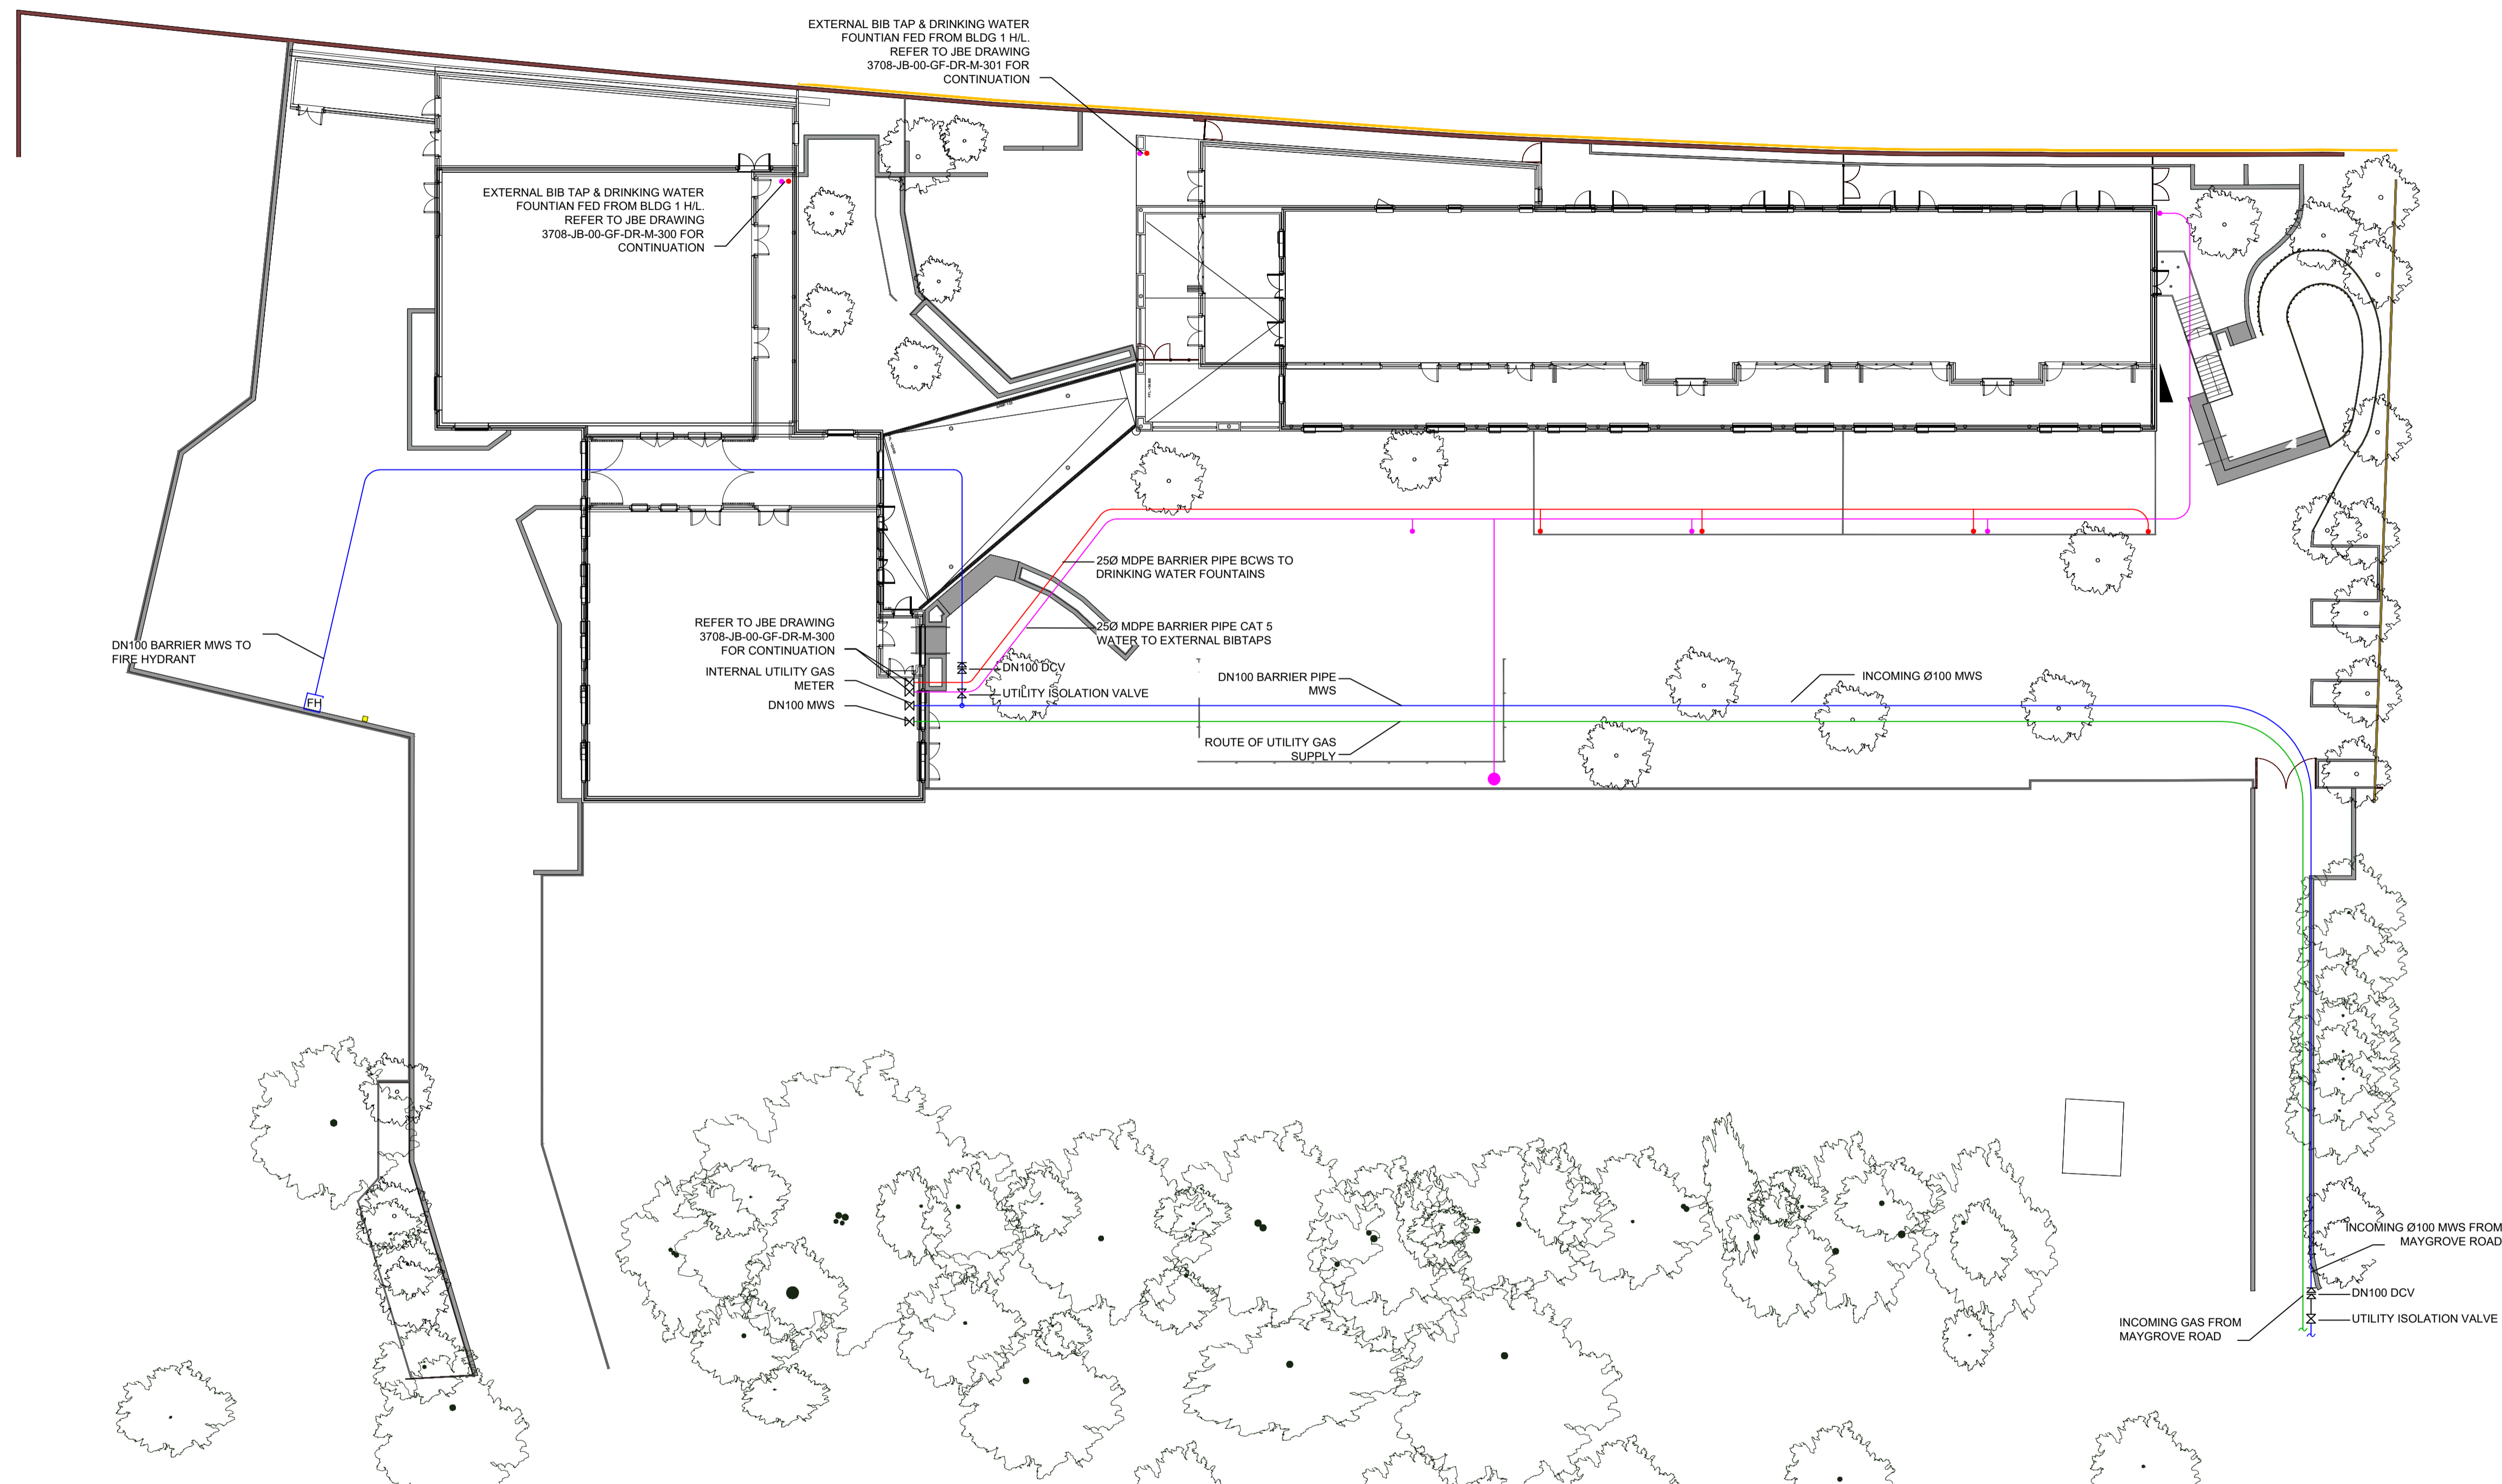 EXTERNAL BIB TAP & DRINKING WATER
FOUNTIAN FED FROM BLDG 1 H/L.
REFER TO JBE DRAWING
3708-JB-00-GF-DR-M-301 FOR
CONTINUATION
EXTERNAL BIB TAP & DRINKING WATER
FOUNTIAN FED FROM BLDG 1 H/L.
REFER TO JBE DRAWING
3708-JB-00-GF-DR-M-300 FOR
CONTINUATION
25Ø MDPE BARRIER PIPE BCWS TO
DRINKING WATER FOUNTAINS
25Ø MDPE BARRIER PIPE CAT 5
WATER TO EXTERNAL BIBTAPS
REFER TO JBE DRAWING
3708-JB-00-GF-DR-M-300
FOR CONTINUATION
INTERNAL UTILITY GAS
METER
DN100 MWS
DN100 BARRIER MWS TO
FIRE HYDRANT
FH
DN100 DCV
UTILITY ISOLATION VALVE
DN100 BARRIER PIPE
MWS
INCOMING Ø100 MWS
ROUTE OF UTILITY GAS
SUPPLY
INCOMING Ø100 MWS FROM
MAYGROVE ROAD
DN100 DCV
UTILITY ISOLATION VALVE
INCOMING GAS FROM
MAYGROVE ROAD